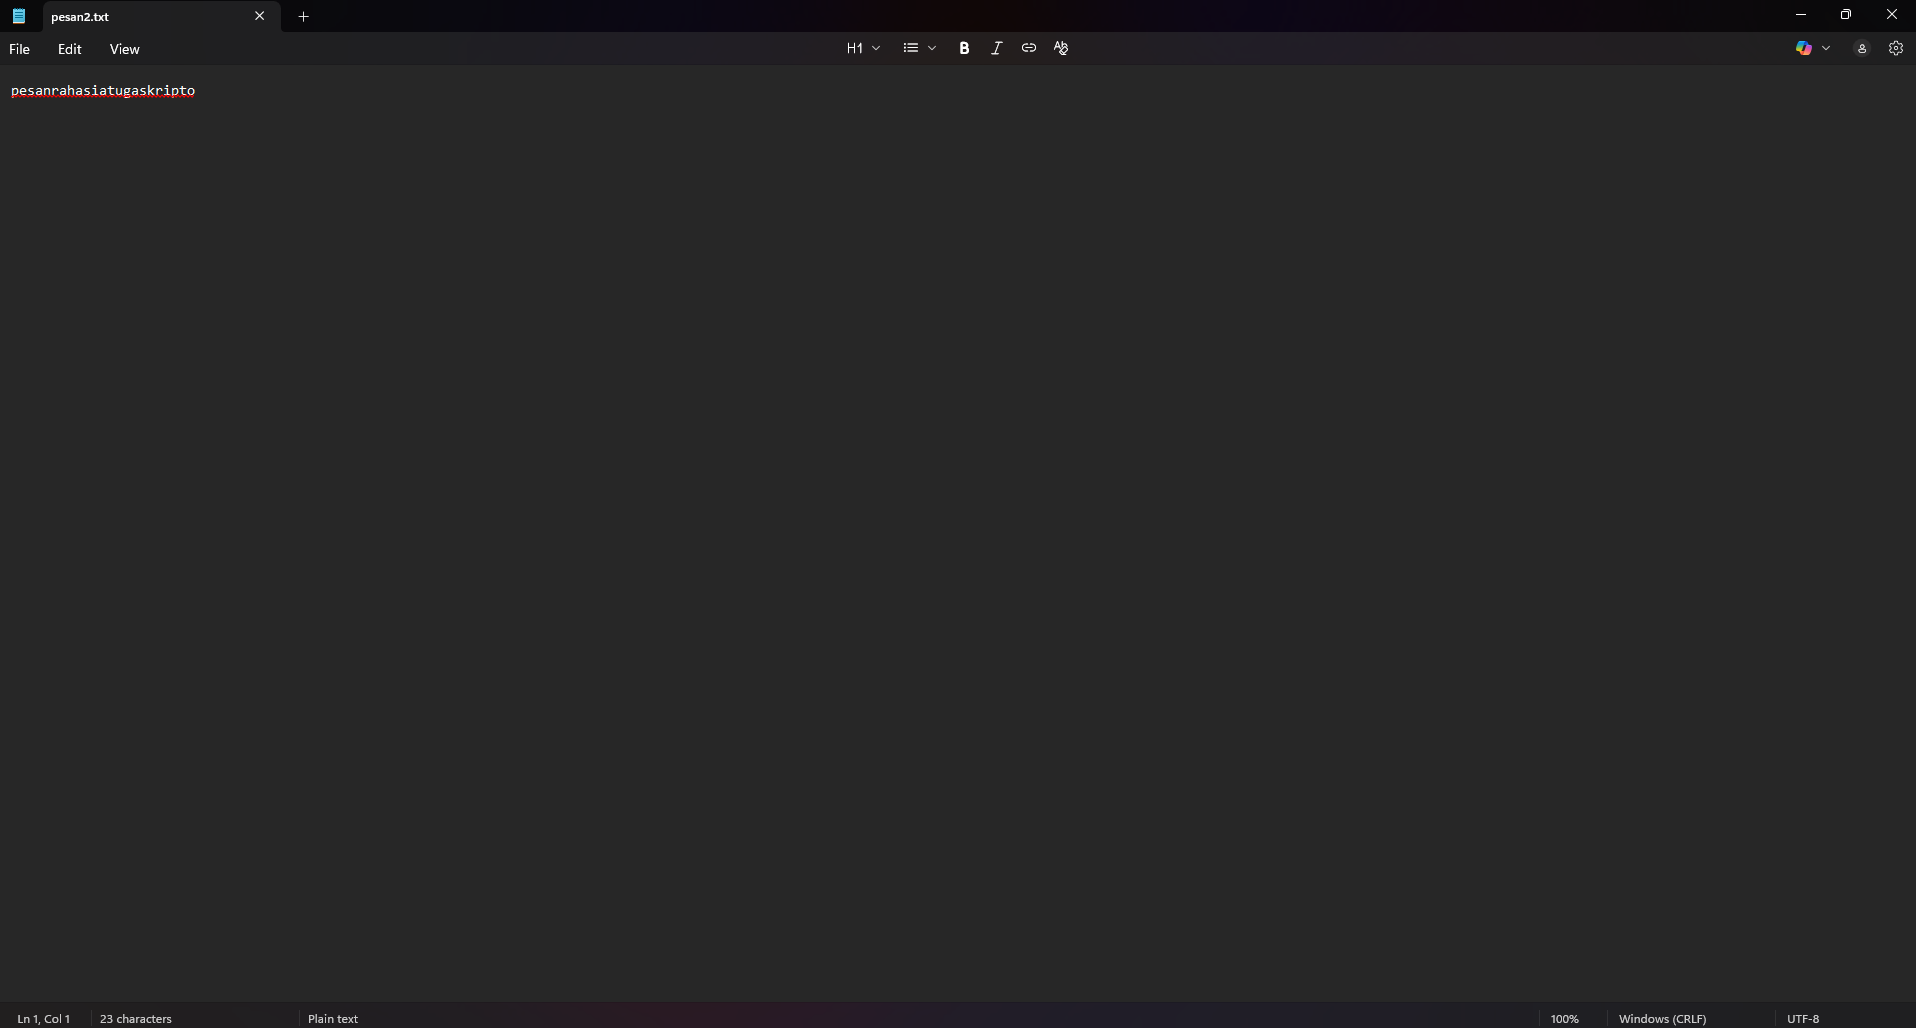 pesan2.txt
File Edit View H1 B I
pesanrahasiatugaskripto
Ln 1, Col 1 23 characters Plain text 100% Windows (CRLF) UTF-8